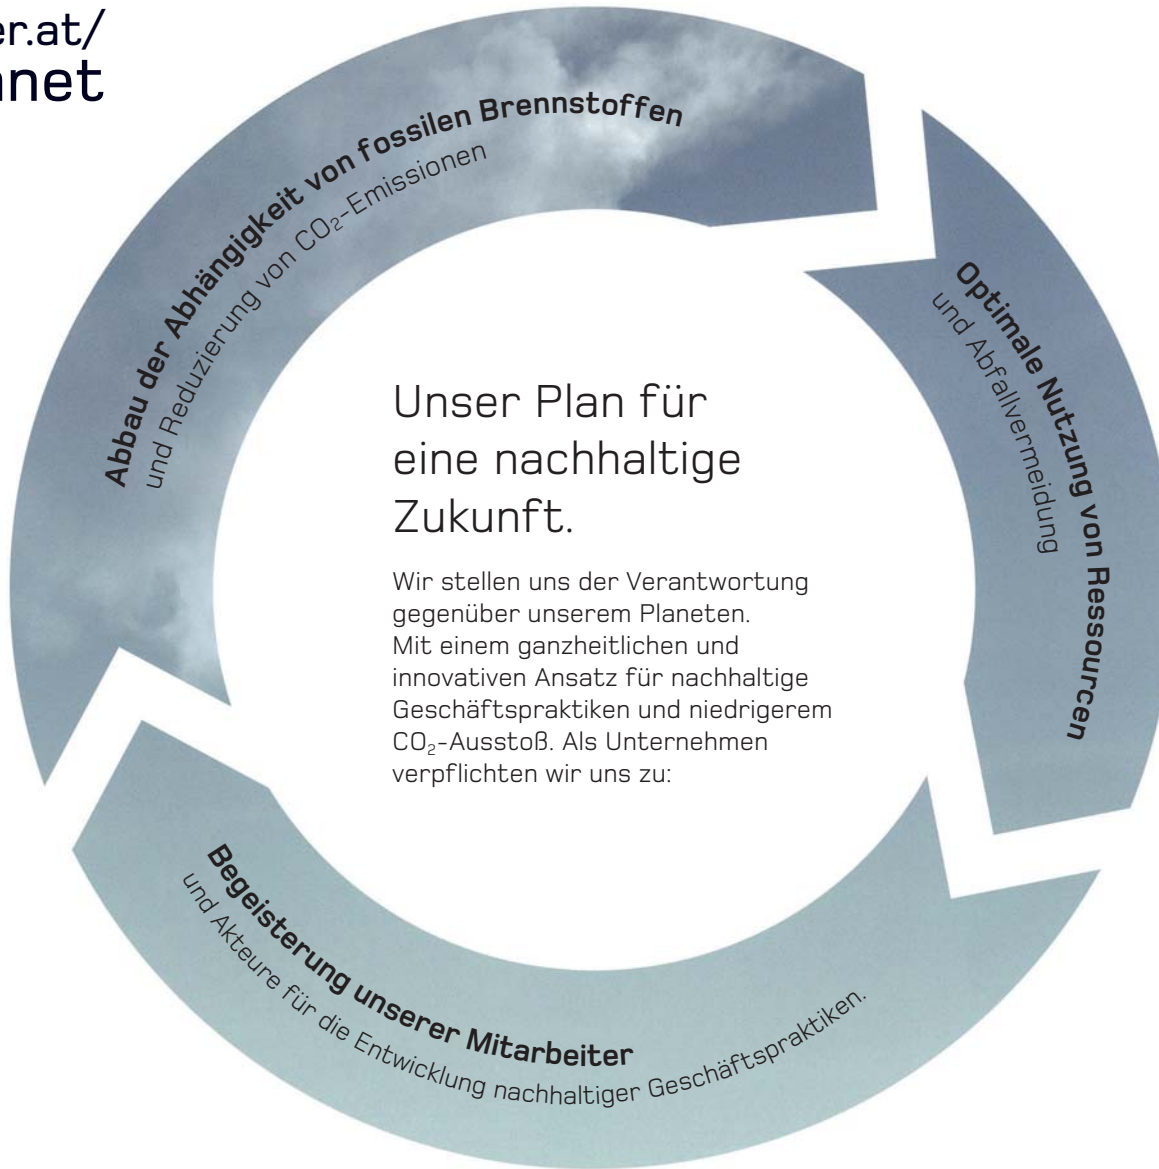 er.at/
anet
Abbau der Abhängigkeit von fossilen Brennstoffen
und Reduzierung von CO₂-Emissionen
Optimale Nutzung von Ressourcen
und Abfallvermeidung
Unser Plan für
eine nachhaltige
Zukunft.
Wir stellen uns der Verantwortung
gegenüber unserem Planeten.
Mit einem ganzheitlichen und
innovativen Ansatz für nachhaltige
Geschäftspraktiken und niedrigerem
CO₂-Ausstoß. Als Unternehmen
verpflichten wir uns zu:
Begeisterung unserer Mitarbeiter
und Akteure für die Entwicklung nachhaltiger Geschäftspraktiken.